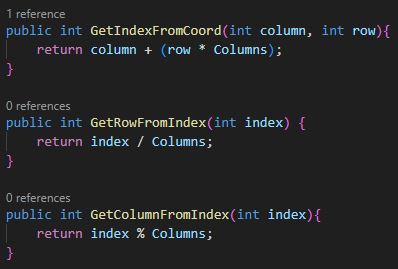 1 reference
public int GetIndexFromCoord(int column, int row){
    return column + (row * Columns);
}
0 references
public int GetRowFromIndex(int index) {
    return index / Columns;
}
0 references
public int GetColumnFromIndex(int index){
    return index % Columns;
}